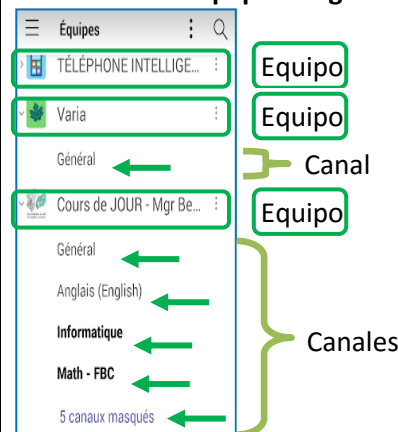 Équipes
TÉLÉPHONE INTELLIGE...
Equipo
Varia
Equipo
Général
Canal
Cours de JOUR - Mgr Be...
Equipo
Général
Anglais (English)
Informatique
Canales
Math - FBC
5 canaux masqués